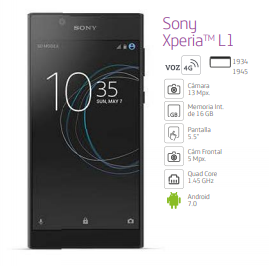 Sony
Xperia™ L1
VOZ 4G
1934
1945
Cámara
13 Mpx.
Memoria Int.
de 16 GB
GB
Pantalla
5.5"
Cám Frontal
5 Mpx.
Quad Core
1.45 GHz
Android
7.0
SONY
10:35
SUN, MAY 7